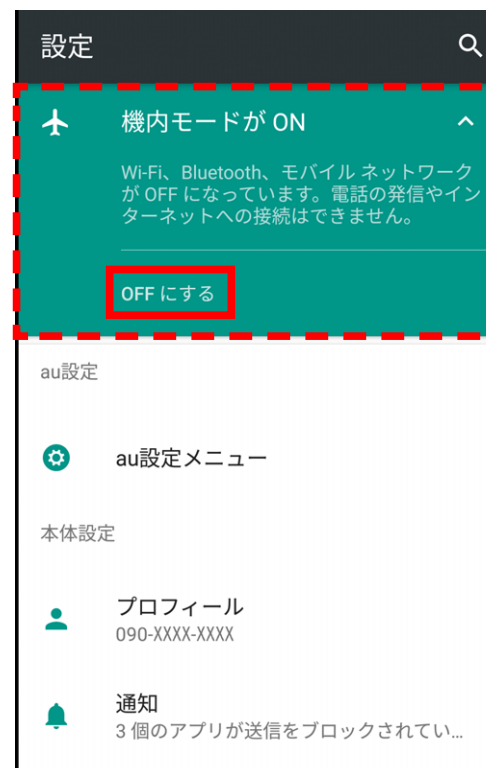 設定
機内モードが ON
Wi-Fi、Bluetooth、モバイル ネットワーク
が OFF になっています。電話の発信やイン
ターネットへの接続はできません。
OFF にする
au設定
au設定メニュー
本体設定
プロフィール
090-XXXX-XXXX
通知
3 個のアプリが送信をブロックされてい...